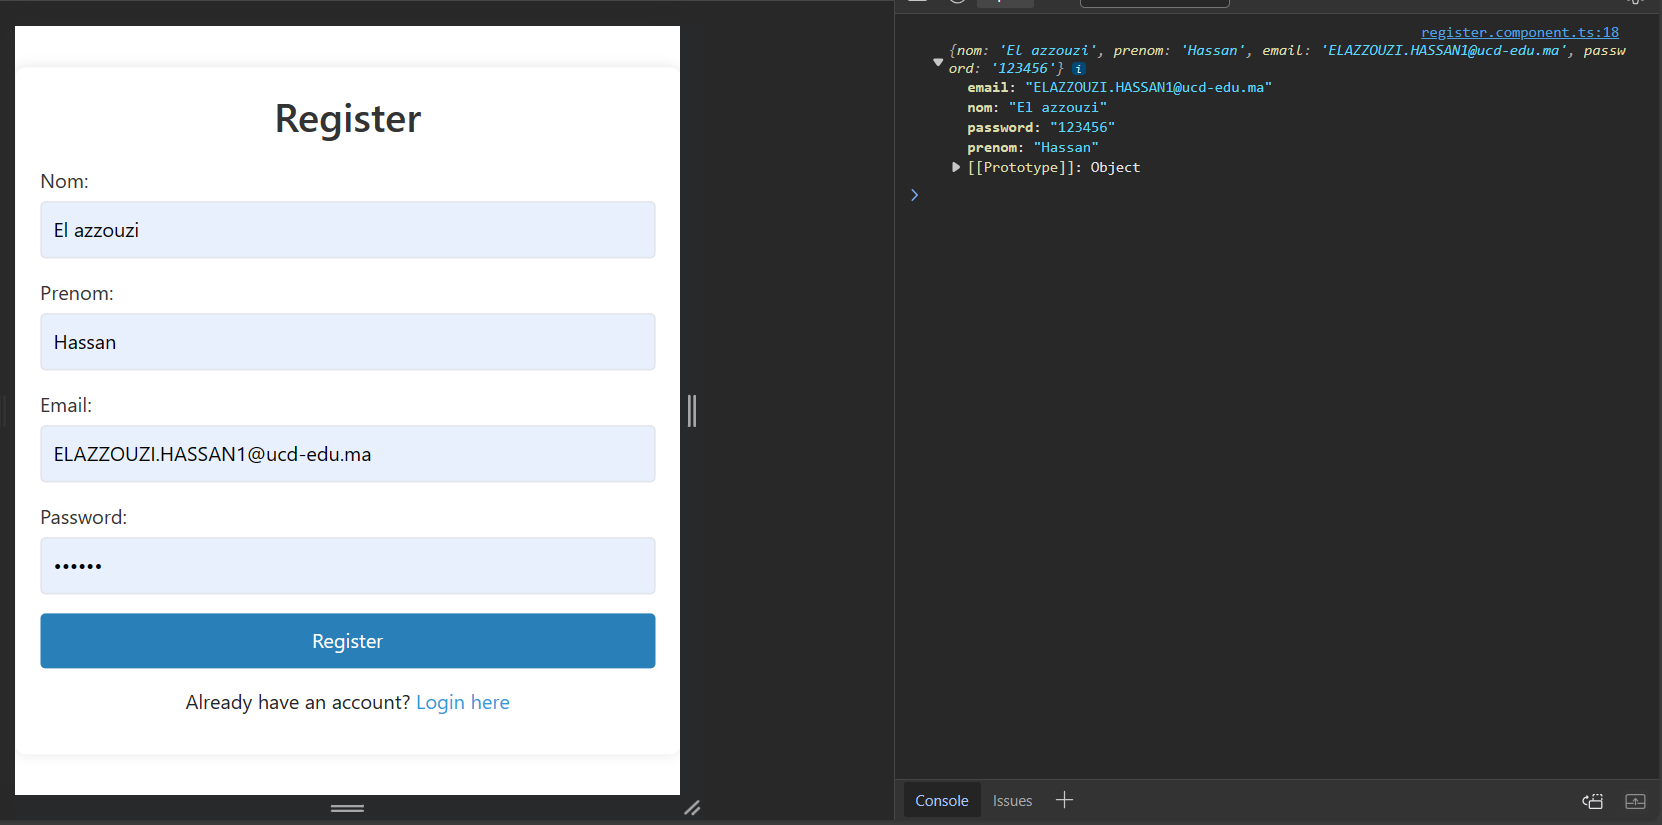 Register
Nom:
El azzouzi
Prenom:
Hassan
Email:
ELAZZOUZI.HASSAN1@ucd-edu.ma
Password:
••••••
Register
Already have an account? Login here
register.component.ts:18
{nom: 'El azzouzi', prenom: 'Hassan', email: 'ELAZZOUZI.HASSAN1@ucd-edu.ma', passw
ord: '123456'} i
email: "ELAZZOUZI.HASSAN1@ucd-edu.ma"
nom: "El azzouzi"
password: "123456"
prenom: "Hassan"
[[Prototype]]: Object
Console Issues